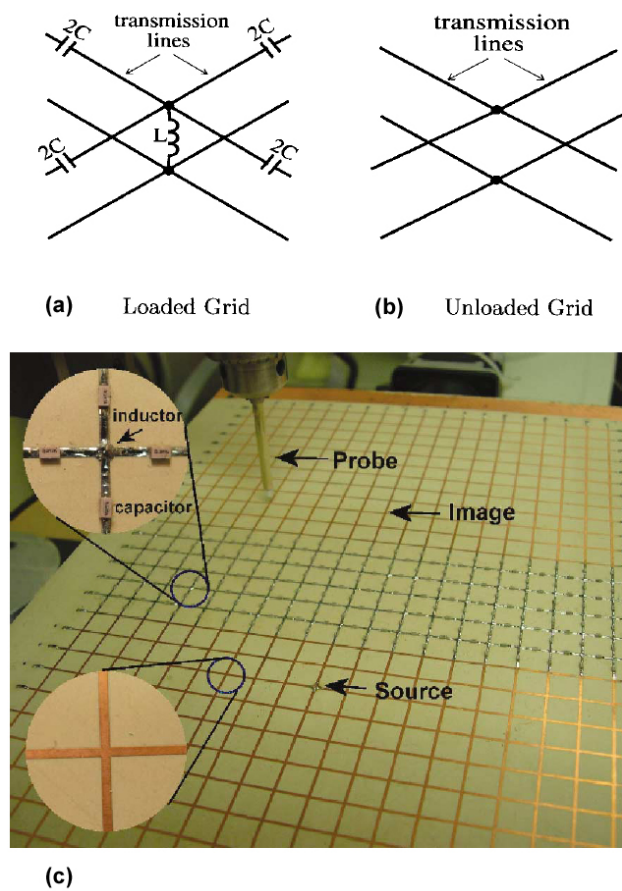 2C
transmission
lines
2C
L
2C
2C
(a) Loaded Grid
transmission
lines
(b) Unloaded Grid
inductor
capacitor
Probe
Image
Source
(c)